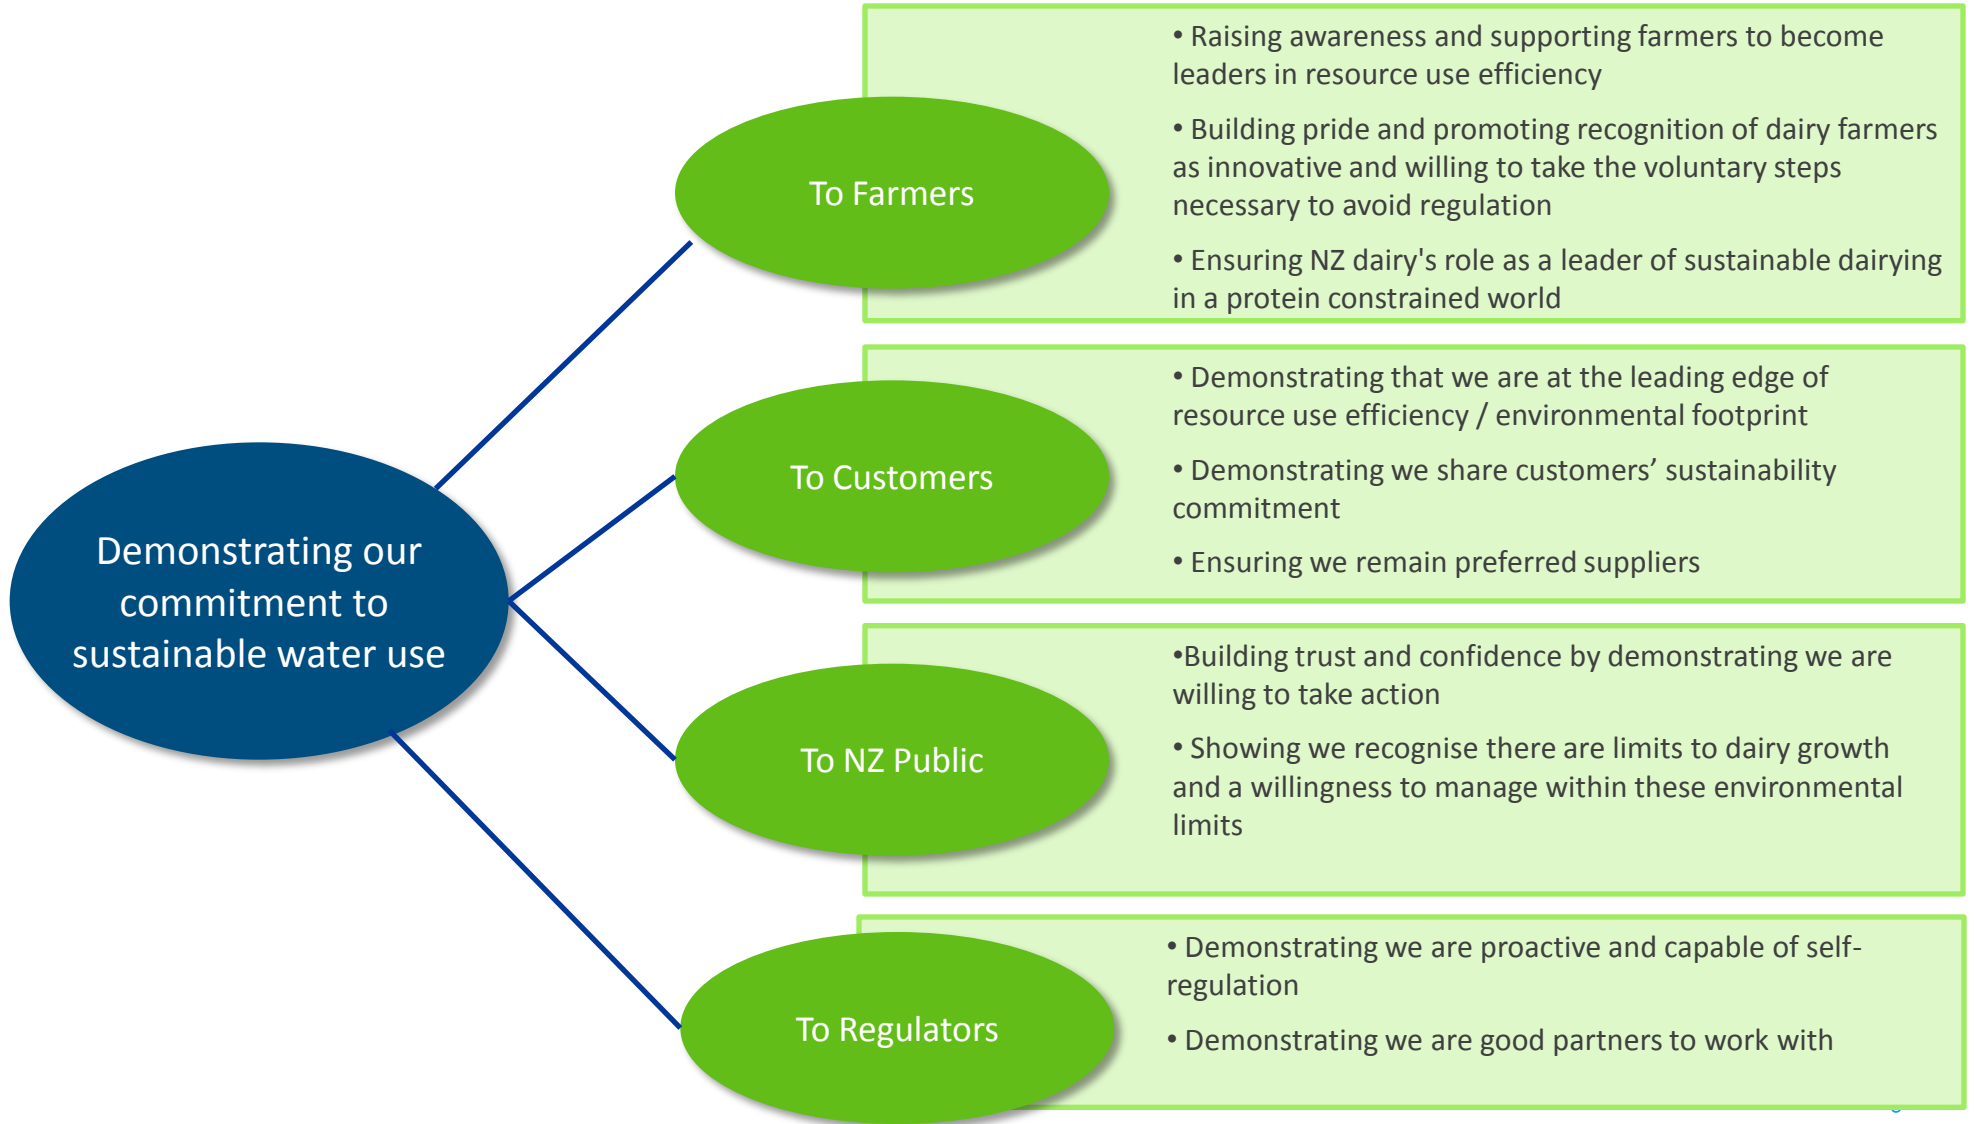 Demonstrating our
commitment to
sustainable water use
To Farmers
• Raising awareness and supporting farmers to become
leaders in resource use efficiency
• Building pride and promoting recognition of dairy farmers
as innovative and willing to take the voluntary steps
necessary to avoid regulation
• Ensuring NZ dairy's role as a leader of sustainable dairying
in a protein constrained world
To Customers
• Demonstrating that we are at the leading edge of
resource use efficiency / environmental footprint
• Demonstrating we share customers’ sustainability
commitment
• Ensuring we remain preferred suppliers
To NZ Public
•Building trust and confidence by demonstrating we are
willing to take action
• Showing we recognise there are limits to dairy growth
and a willingness to manage within these environmental
limits
To Regulators
• Demonstrating we are proactive and capable of self-
regulation
• Demonstrating we are good partners to work with